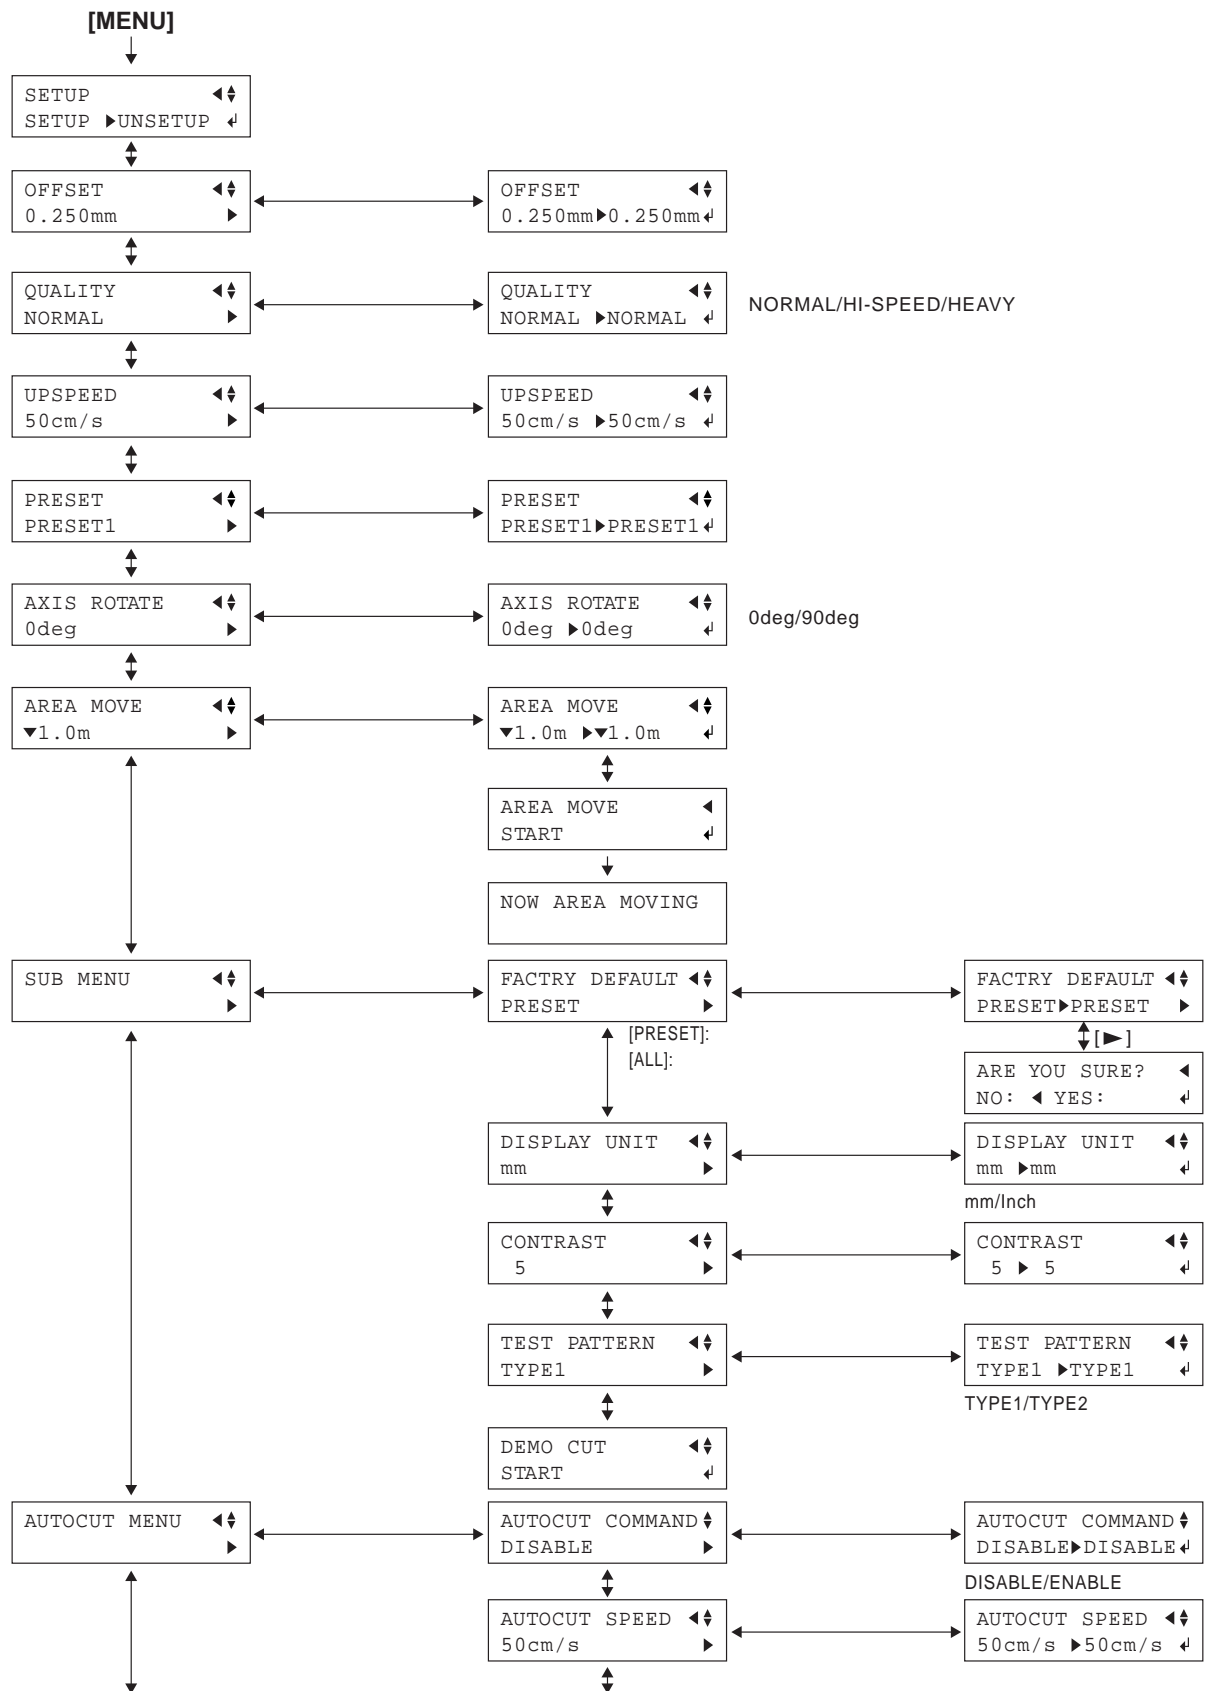 [MENU]
SETUP ◀▲▼
SETUP ▶UNSETUP ↲
OFFSET ◀▲▼
0.250mm ▶
OFFSET ◀▲▼
0.250mm▶0.250mm↲
QUALITY ◀▲▼
NORMAL ▶
QUALITY ◀▲▼
NORMAL ▶NORMAL ↲
NORMAL/HI-SPEED/HEAVY
UPSPEED ◀▲▼
50cm/s ▶
UPSPEED ◀▲▼
50cm/s ▶50cm/s ↲
PRESET ◀▲▼
PRESET1 ▶
PRESET ◀▲▼
PRESET1▶PRESET1↲
AXIS ROTATE ◀▲▼
0deg ▶
AXIS ROTATE ◀▲▼
0deg ▶0deg ↲
0deg/90deg
AREA MOVE ◀▲▼
▼1.0m ▶
AREA MOVE ◀▲▼
▼1.0m ▶▼1.0m ↲
AREA MOVE ◀
START ↲
NOW AREA MOVING
SUB MENU ◀▲▼
▶
FACTRY DEFAULT ◀▲▼
PRESET ▶
[PRESET]:
[ALL]:
FACTRY DEFAULT ◀▲▼
PRESET▶PRESET ▶
[▶]
ARE YOU SURE? ◀
NO: ◀ YES: ↲
DISPLAY UNIT ◀▲▼
mm ▶
DISPLAY UNIT ◀▲▼
mm ▶mm ↲
mm/Inch
CONTRAST ◀▲▼
5 ▶
CONTRAST ◀▲▼
5 ▶ 5 ↲
TEST PATTERN ◀▲▼
TYPE1 ▶
TEST PATTERN ◀▲▼
TYPE1 ▶TYPE1 ↲
TYPE1/TYPE2
DEMO CUT ◀▲▼
START ↲
AUTOCUT MENU ◀▲▼
▶
AUTOCUT COMMAND▲▼
DISABLE ▶
AUTOCUT COMMAND▲▼
DISABLE▶DISABLE↲
DISABLE/ENABLE
AUTOCUT SPEED ◀▲▼
50cm/s ▶
AUTOCUT SPEED ◀▲▼
50cm/s ▶50cm/s ↲